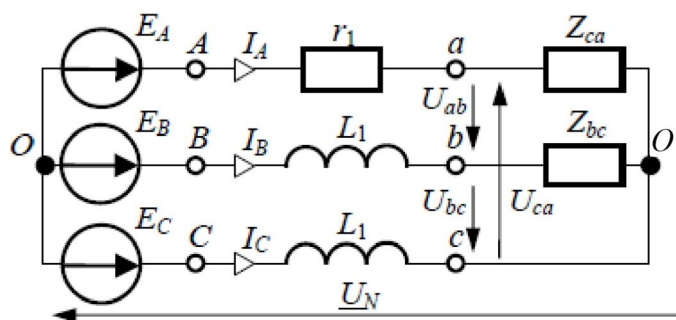 E_A A I_A r_1 a Z_ca
U_ab
O E_B B I_B L_1 b Z_bc O
U_bc U_ca
E_C C I_C L_1 c
U_N